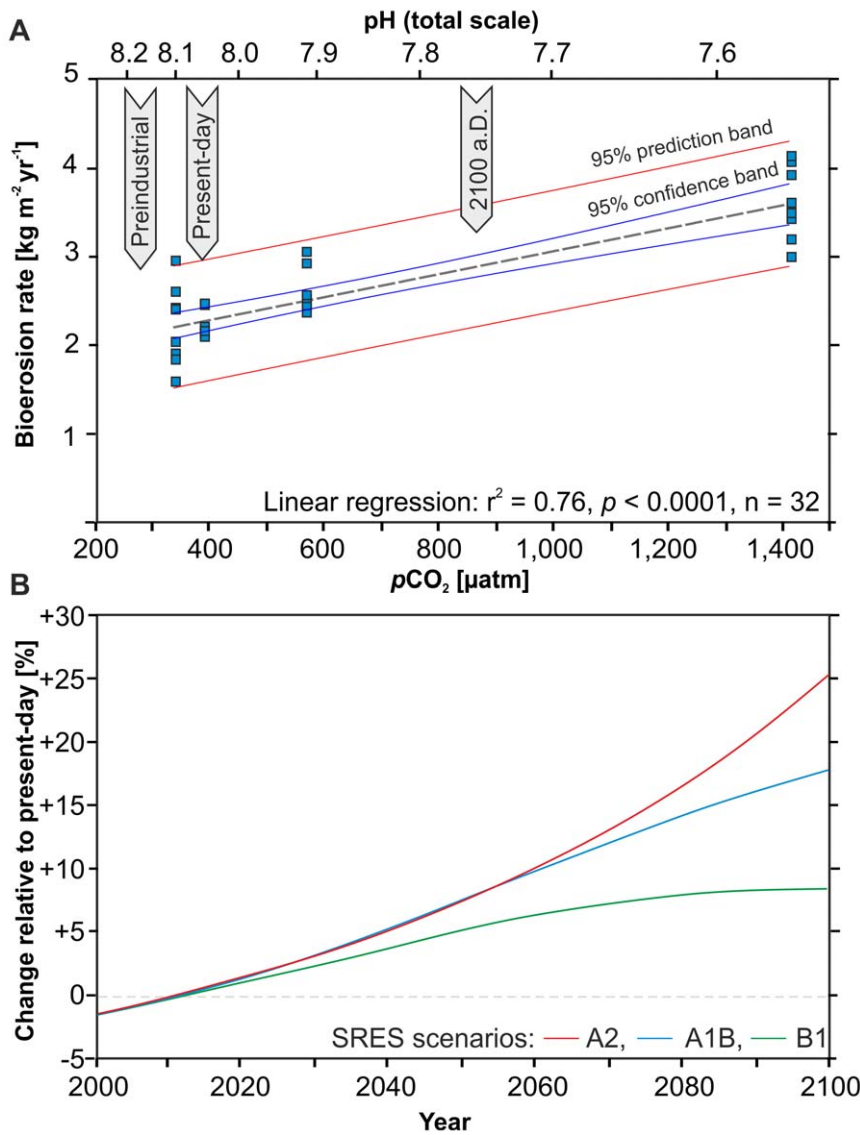 A
pH (total scale)
8.2 8.1 8.0 7.9 7.8 7.7 7.6
5
4
3
2
1
Bioerosion rate [kg m⁻² yr⁻¹]
Preindustrial
Present-day
2100 a.D.
95% prediction band
95% confidence band
Linear regression: r² = 0.76, p < 0.0001, n = 32
200 400 600 800 1,000 1,200 1,400
pCO₂ [µatm]
B
+30
+25
+20
+15
+10
+5
0
-5
Change relative to present-day [%]
SRES scenarios: A2, A1B, B1
2000 2020 2040 2060 2080 2100
Year